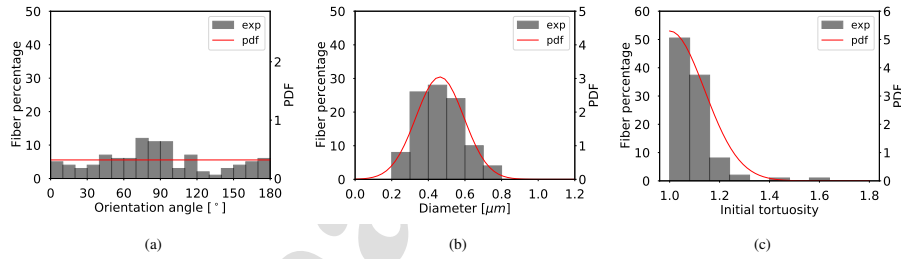 50
40
30
20
10
0
0 30 60 90 120 150 180
2
1
0
Fiber percentage
Orientation angle [°]
PDF
exp
pdf
(a)
50
40
30
20
10
0
0.0 0.2 0.4 0.6 0.8 1.0 1.2
5
4
3
2
1
0
Fiber percentage
Diameter [μm]
PDF
exp
pdf
(b)
60
50
40
30
20
10
0
1.0 1.2 1.4 1.6 1.8
6
5
4
3
2
1
0
Fiber percentage
Initial tortuosity
PDF
exp
pdf
(c)